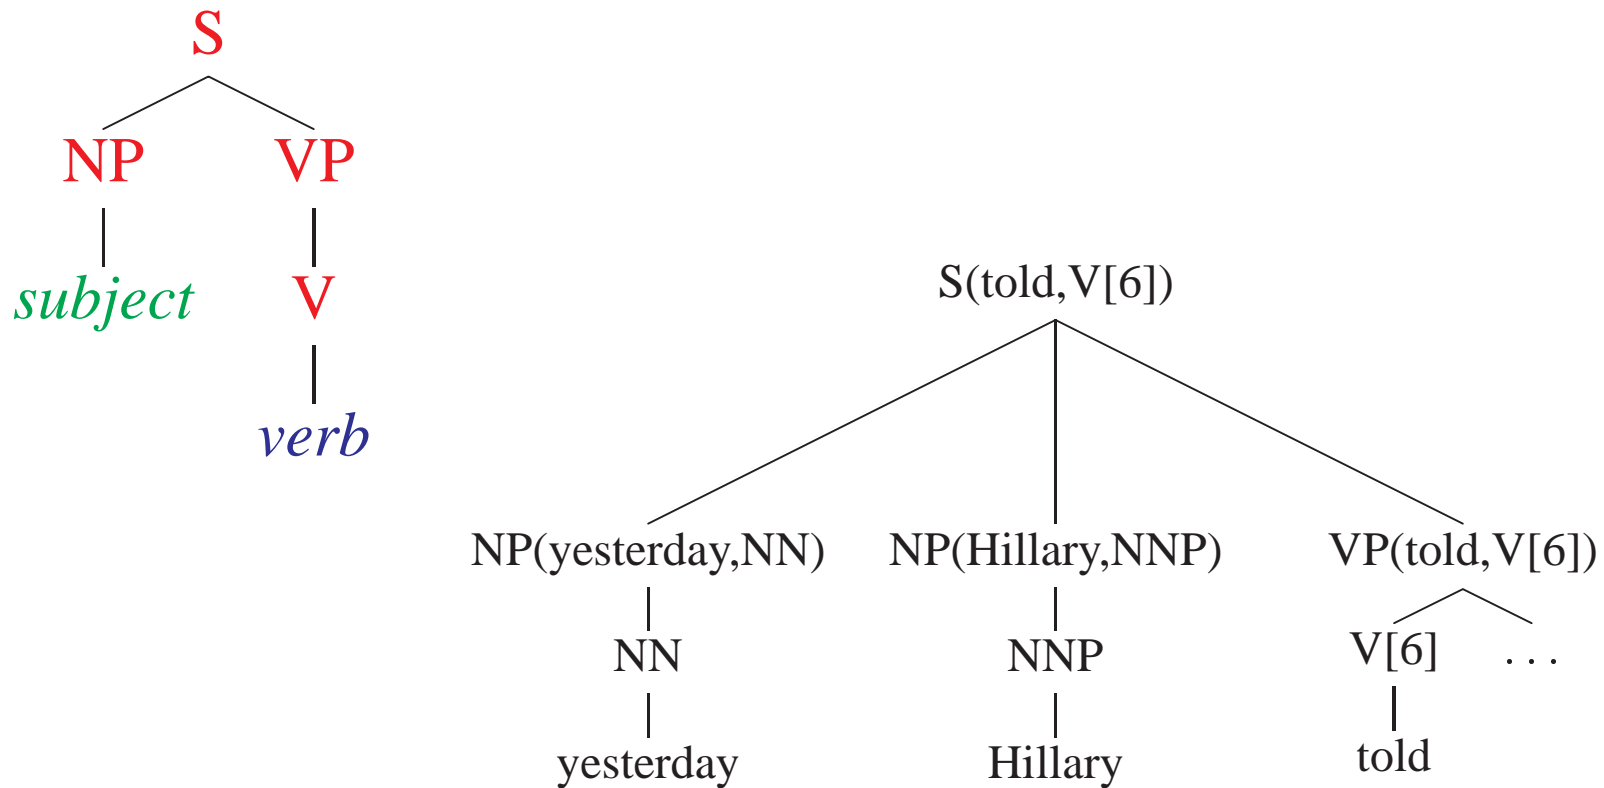 S
NP VP
subject V
verb
S(told,V[6])
NP(yesterday,NN) NP(Hillary,NNP) VP(told,V[6])
NN NNP V[6] . . .
yesterday Hillary told